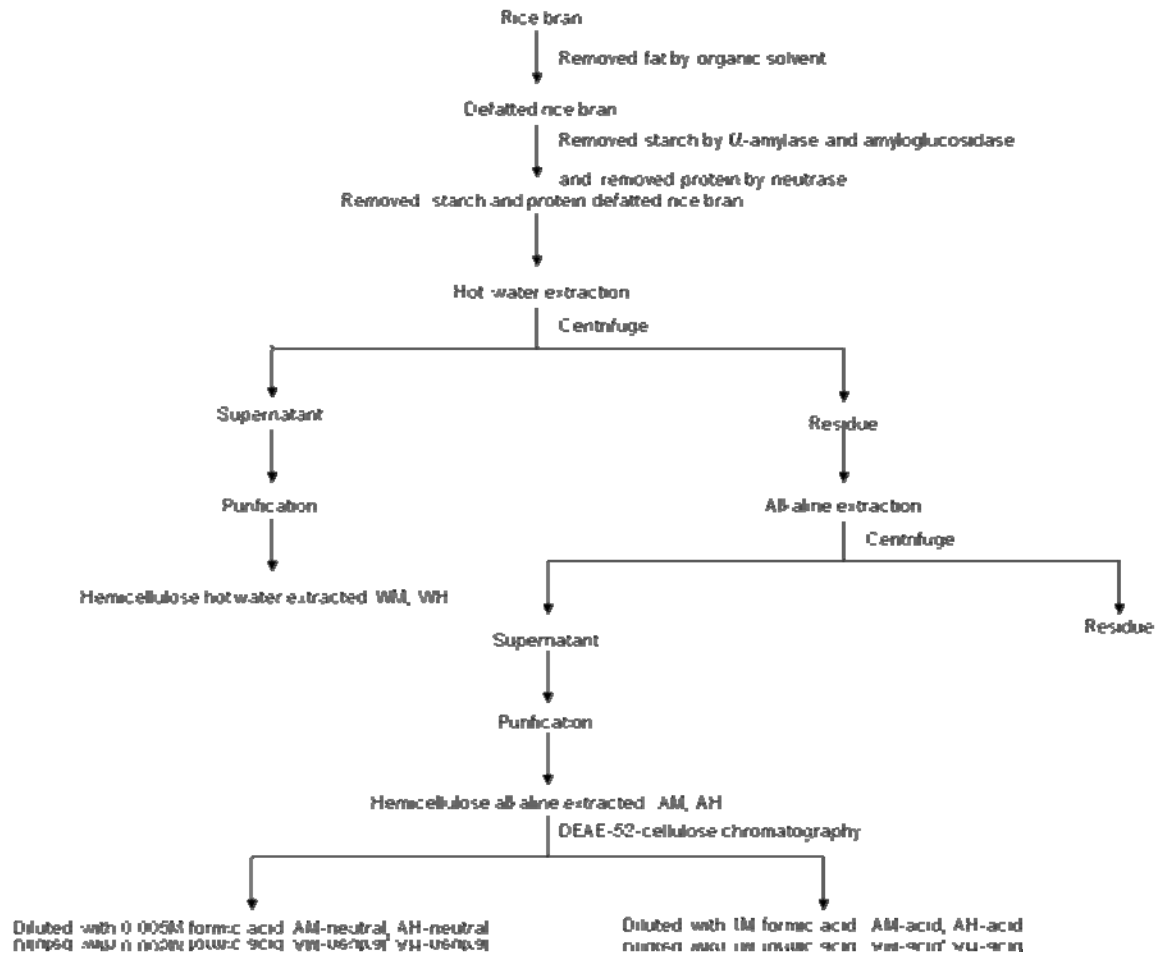 Rice bran
Removed fat by organic solvent
Defatted rice bran
Removed starch by α-amylase and amyloglucosidase
and removed protein by neutrase
Removed starch and protein defatted rice bran
Hot water extraction
Centrifuge
Supernatant
Residue
Purification
Alkaline extraction
Centrifuge
Hemicellulose hot water extracted WM, WH
Residue
Supernatant
Purification
Hemicellulose alkaline extracted AM, AH
DEAE-52-cellulose chromatography
Diluted with 0.005M formic acid AM-neutral, AH-neutral
Diluted with 1M formic acid AM-acid, AH-acid